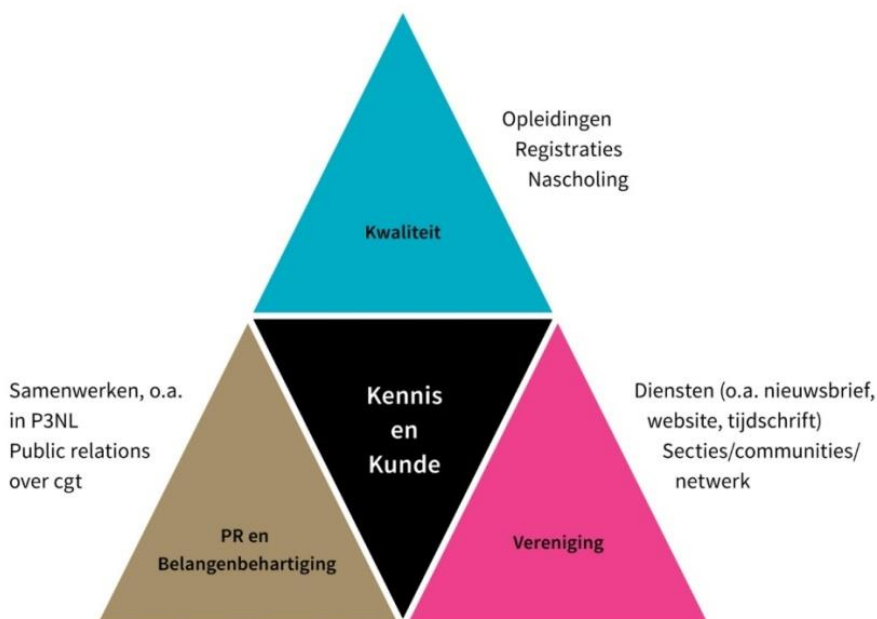 Opleidingen
Registraties
Nascholing
Kwaliteit
Samenwerken, o.a.
in P3NL
Public relations
over cgt
Kennis
en
Kunde
Diensten (o.a. nieuwsbrief,
website, tijdschrift)
Secties/communities/
netwerk
PR en
Belangenbehartiging
Vereniging